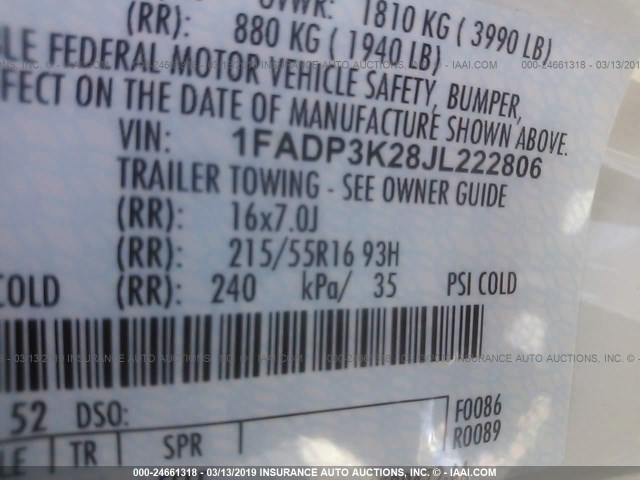 GVWR: 1810 KG ( 3990 LB)
(RR): 880 KG ( 1940 LB)
FEDERAL MOTOR VEHICLE SAFETY, BUMPER,
ON THE DATE OF MANUFACTURE SHOWN ABOVE.
VIN: 1FADP3K28JL222806
TRAILER TOWING - SEE OWNER GUIDE
(RR): 16x7.0J
(RR): 215/55R16 93H
COLD (RR): 240 kPa/ 35 PSI COLD
52 DSO:
F0086
R0089
TR SPR
000-24661318 - 03/13/2019 INSURANCE AUTO AUCTIONS, INC. - IAAI.COM